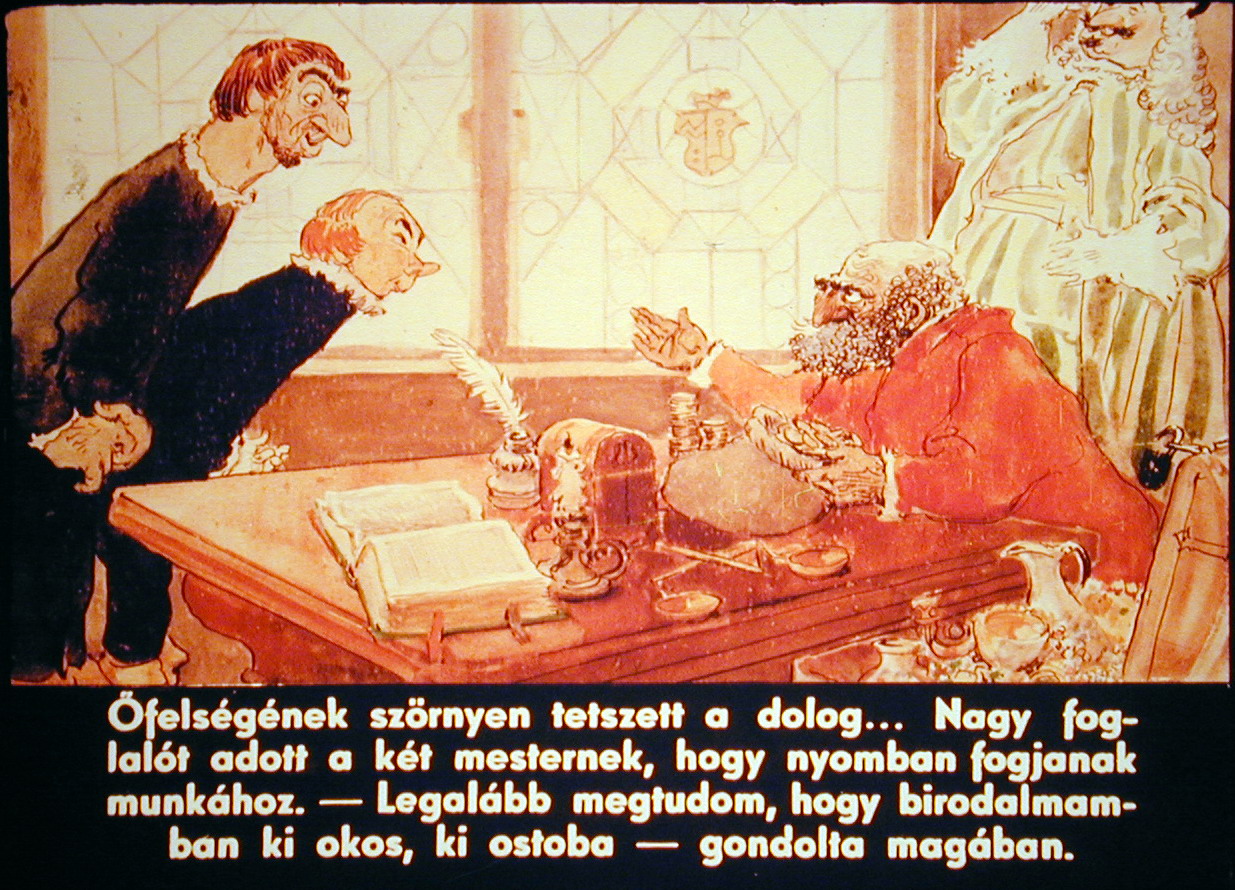 Őfelségének szörnyen tetszett a dolog... Nagy fog-
lalót adott a két mesternek, hogy nyomban fogjanak
munkához. — Legalább megtudom, hogy birodalmam-
ban ki okos, ki ostoba — gondolta magában.